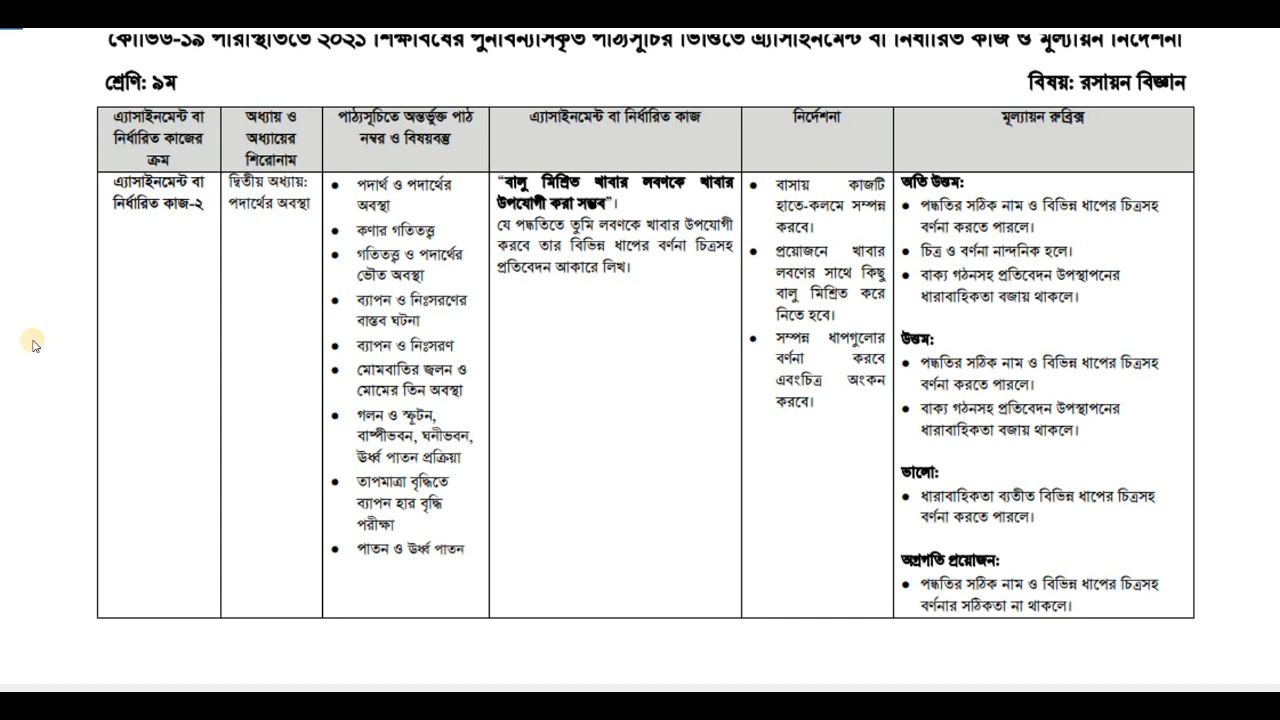 কোভিড-১৯ পরিস্থিতিতে ২০২১ শিক্ষাবর্ষের পুনর্বিন্যাসকৃত পাঠ্যসূচির ভিত্তিতে এ্যাসাইনমেন্ট বা নির্ধারিত কাজ ও মূল্যায়ন নির্দেশনা
শ্রেণি: ৯ম
বিষয়: রসায়ন বিজ্ঞান
এ্যাসাইনমেন্ট বা
নির্ধারিত কাজের
ক্রম
অধ্যায় ও
অধ্যায়ের
শিরোনাম
পাঠ্যসূচিতে অন্তর্ভুক্ত পাঠ
নম্বর ও বিষয়বস্তু
এ্যাসাইনমেন্ট বা নির্ধারিত কাজ
নির্দেশনা
মূল্যায়ন রুব্রিক্স
এ্যাসাইনমেন্ট বা
নির্ধারিত কাজ-২
দ্বিতীয় অধ্যায়:
পদার্থের অবস্থা
● পদার্থ ও পদার্থের
অবস্থা
● কণার গতিতত্ত্ব
● গতিতত্ত্ব ও পদার্থের
ভৌত অবস্থা
● ব্যাপন ও নিঃসরণের
বাস্তব ঘটনা
● ব্যাপন ও নিঃসরণ
● মোমবাতির জ্বলন ও
মোমের তিন অবস্থা
● গলন ও স্ফূটন,
বাষ্পীভবন, ঘনীভবন,
ঊর্ধ্ব পাতন প্রক্রিয়া
● তাপমাত্রা বৃদ্ধিতে
ব্যাপন হার বৃদ্ধি
পরীক্ষা
● পাতন ও ঊর্ধ্ব পাতন
“বালু মিশ্রিত খাবার লবণকে খাবার
উপযোগী করা সম্ভব”।
যে পদ্ধতিতে তুমি লবণকে খাবার উপযোগী
করবে তার বিভিন্ন ধাপের বর্ণনা চিত্রসহ
প্রতিবেদন আকারে লিখ।
● বাসায় কাজটি
হাতে-কলমে সম্পন্ন
করবে।
● প্রয়োজনে খাবার
লবণের সাথে কিছু
বালু মিশ্রিত করে
নিতে হবে।
● সম্পন্ন ধাপগুলোর
বর্ণনা করবে
এবংচিত্র অংকন
করবে।
অতি উত্তম:
● পদ্ধতির সঠিক নাম ও বিভিন্ন ধাপের চিত্রসহ
বর্ণনা করতে পারলে।
● চিত্র ও বর্ণনা নান্দনিক হলে।
● বাক্য গঠনসহ প্রতিবেদন উপস্থাপনের
ধারাবাহিকতা বজায় থাকলে।
উত্তম:
● পদ্ধতির সঠিক নাম ও বিভিন্ন ধাপের চিত্রসহ
বর্ণনা করতে পারলে।
● বাক্য গঠনসহ প্রতিবেদন উপস্থাপনের
ধারাবাহিকতা বজায় থাকলে।
ভালো:
● ধারাবাহিকতা ব্যতীত বিভিন্ন ধাপের চিত্রসহ
বর্ণনা করতে পারলে।
অগ্রগতি প্রয়োজন:
● পদ্ধতির সঠিক নাম ও বিভিন্ন ধাপের চিত্রসহ
বর্ণনার সঠিকতা না থাকলে।